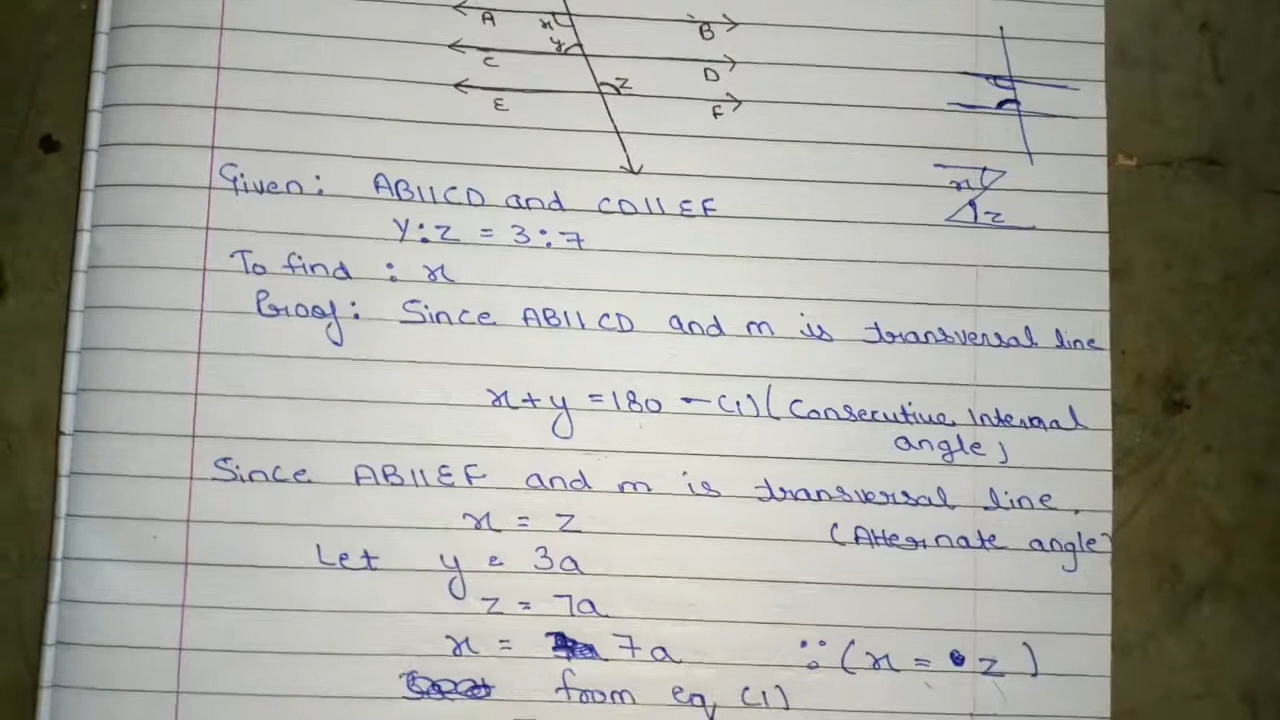 A x B
y
C D
Z
E F
Given: AB||CD and CD||EF
x
Y:Z = 3:7
z
To find : x
Proof: Since AB||CD and m is transversal line
x+y = 180 - (1) (Consecutive internal
angle)
Since AB||EF and m is transversal line.
x = z (Alternate angle)
Let y = 3a
z = 7a
x = 7a ∵ (x = z)
from eq (1)